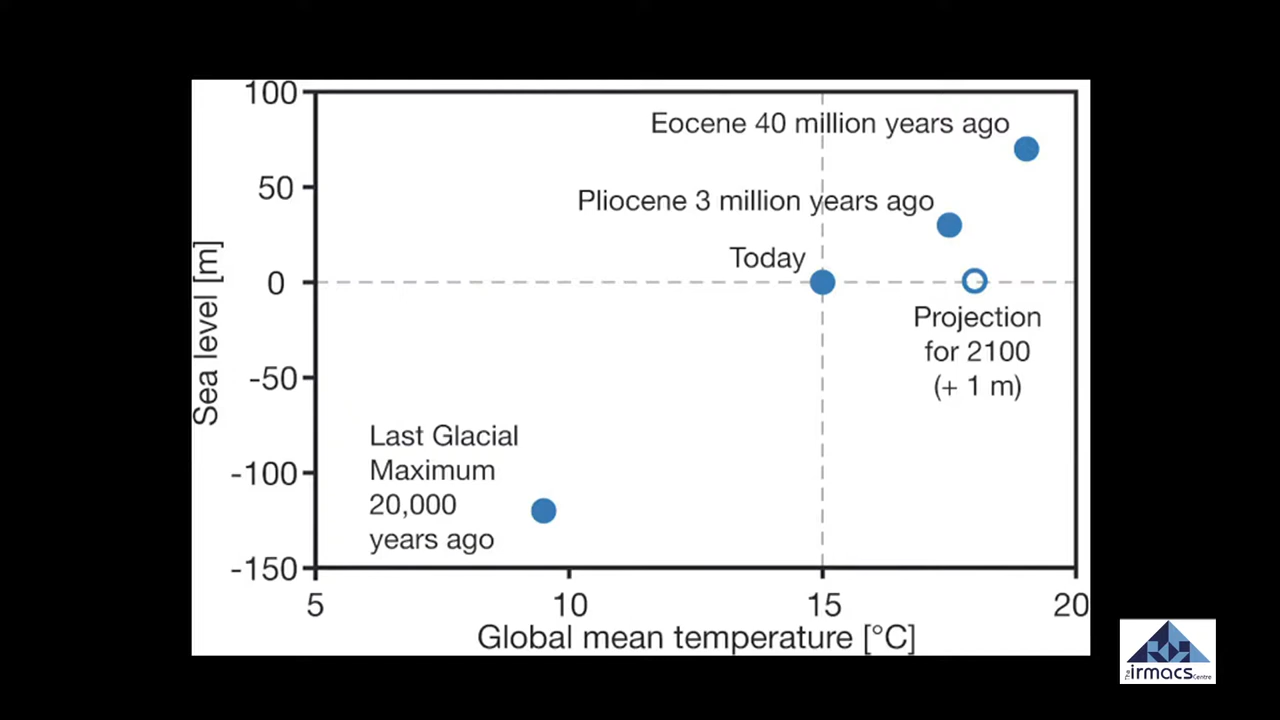 100
Eocene 40 million years ago
50
Pliocene 3 million years ago
Today
0
Projection
for 2100
(+ 1 m)
-50
Sea level [m]
Last Glacial
Maximum
20,000
years ago
-100
-150
5 10 15 20
Global mean temperature [°C]
The irmacs Centre